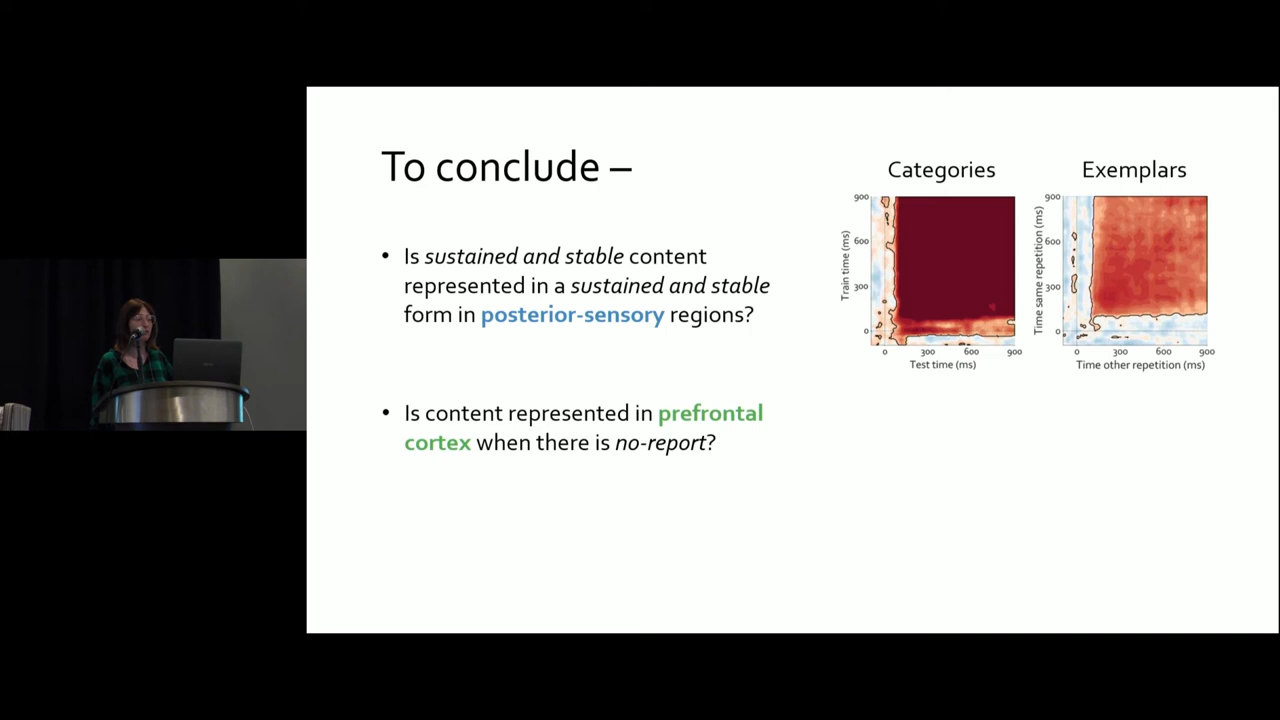 To conclude –
• Is sustained and stable content
represented in a sustained and stable
form in posterior-sensory regions?
• Is content represented in prefrontal
cortex when there is no-report?
Categories
Train time (ms)
900
600
300
0
0 300 600 900
Test time (ms)
Exemplars
Time same repetition (ms)
900
600
300
0
0 300 600 900
Time other repetition (ms)